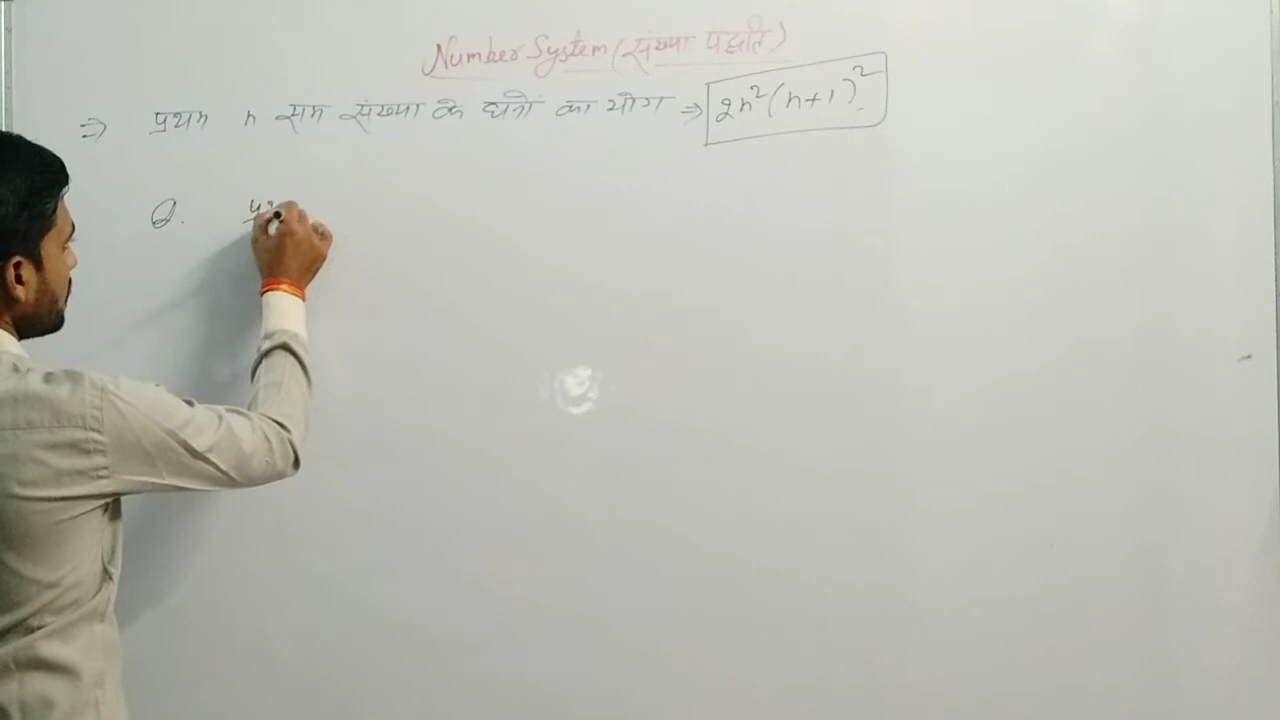 Number System (संख्या पद्धति)
⇒ प्रथम n सम संख्या के घनों का योग ⇒ 2n²(n+1)²
Q.